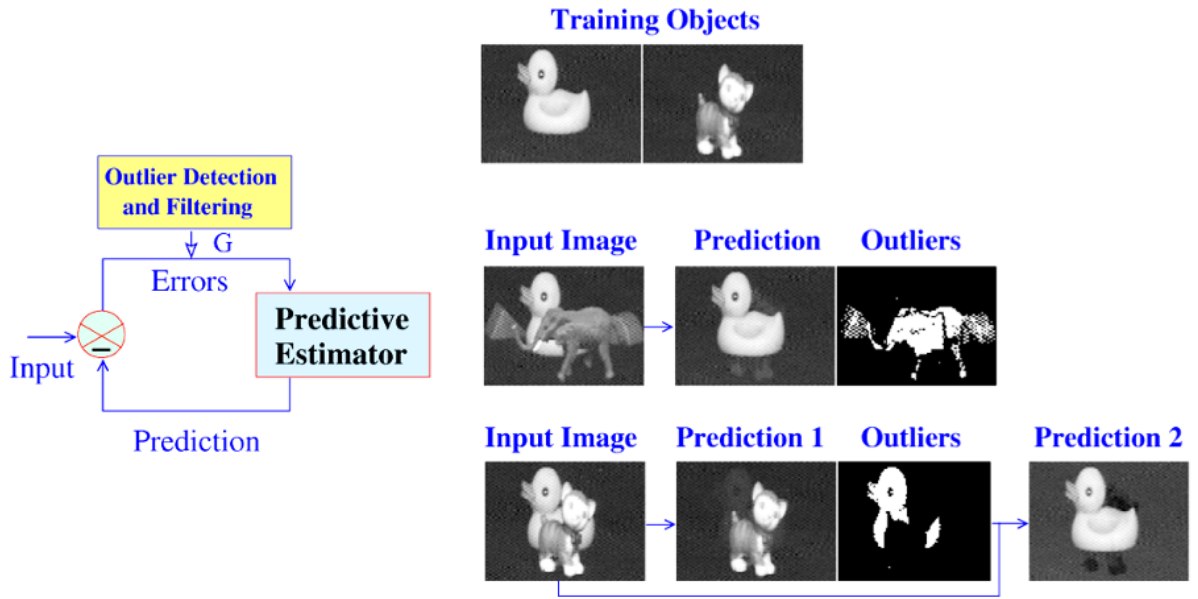 Training Objects
Outlier Detection
and Filtering
G
Errors
Predictive
Estimator
Input
Prediction
Input Image
Prediction
Outliers
Input Image
Prediction 1
Outliers
Prediction 2